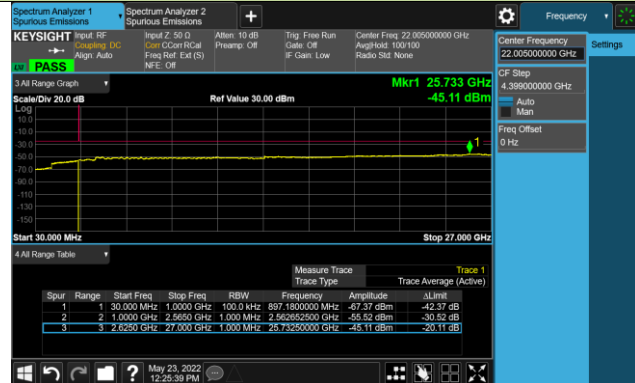 Spectrum Analyzer 1
Spurious Emissions
Spectrum Analyzer 2
Spurious Emissions
Frequency
KEYSIGHT
Input: RF
Coupling: DC
Align: Auto
Input Z: 50 Ω
Corr CCorr RCal
Freq Ref: Ext (S)
NFE: Off
Atten: 10 dB
Preamp: Off
Trig: Free Run
Gate: Off
IF Gain: Low
Center Freq: 22.005000000 GHz
Avg|Hold: 100/100
Radio Std: None
PASS
Center Frequency
22.005000000 GHz
Settings
CF Step
4.399000000 GHz
Auto
Man
Freq Offset
0 Hz
3 All Range Graph
Mkr1 25.733 GHz
Scale/Div 20.0 dB
Ref Value 30.00 dBm
-45.11 dBm
Log
10.0
-10.0
-30.0
-50.0
-70.0
-90.0
-110
-130
-150
1
Start 30.000 MHz
Stop 27.000 GHz
4 All Range Table
Measure Trace
Trace 1
Trace Type
Trace Average (Active)
Spur Range Start Freq Stop Freq RBW Frequency Amplitude ΔLimit
1 1 30.000 MHz 1.0000 GHz 100.0 kHz 897.1800000 MHz -67.37 dBm -42.37 dB
2 2 1.0000 GHz 2.5650 GHz 1.000 MHz 2.562652500 GHz -55.52 dBm -30.52 dB
3 3 2.6250 GHz 27.000 GHz 1.000 MHz 25.73250000 GHz -45.11 dBm -20.11 dB
May 23, 2022
12:25:39 PM